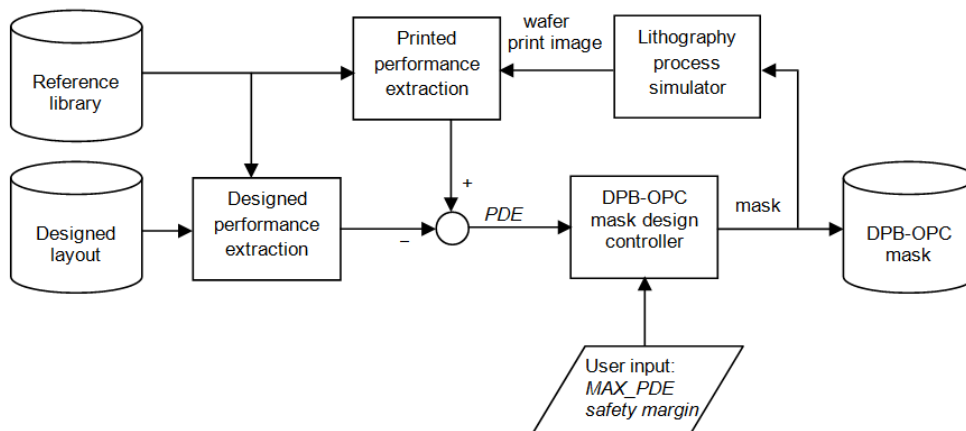 Reference
library
Printed
performance
extraction
wafer
print image
Lithography
process
simulator
Designed
layout
Designed
performance
extraction
+
–
PDE
DPB-OPC
mask design
controller
mask
DPB-OPC
mask
User input:
MAX_PDE
safety margin